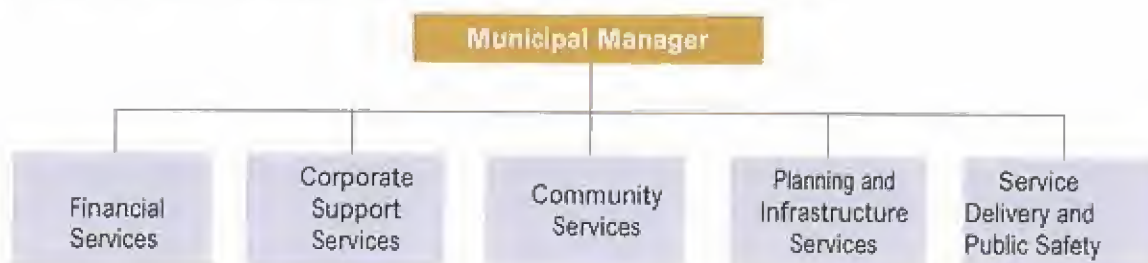 Municipal Manager
Financial
Services
Corporate
Support
Services
Community
Services
Planning and
Infrastructure
Services
Service
Delivery and
Public Safety